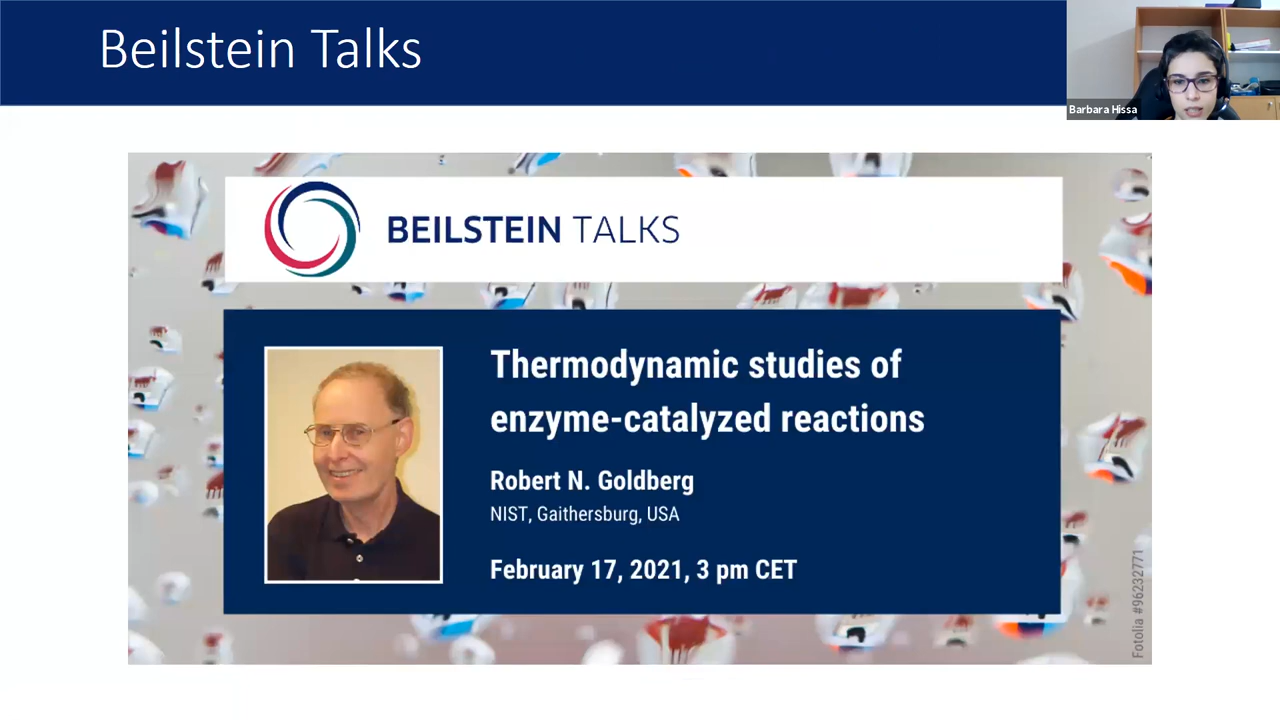 Beilstein Talks
Barbara Hissa
BEILSTEIN TALKS
Thermodynamic studies of
enzyme-catalyzed reactions
Robert N. Goldberg
NIST, Gaithersburg, USA
February 17, 2021, 3 pm CET
Fotolia #96232771